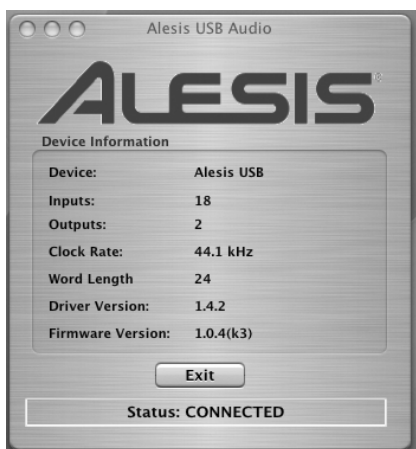 Alesis USB Audio
ALESIS®
Device Information
Device: Alesis USB
Inputs: 18
Outputs: 2
Clock Rate: 44.1 kHz
Word Length 24
Driver Version: 1.4.2
Firmware Version: 1.0.4(k3)
Exit
Status: CONNECTED